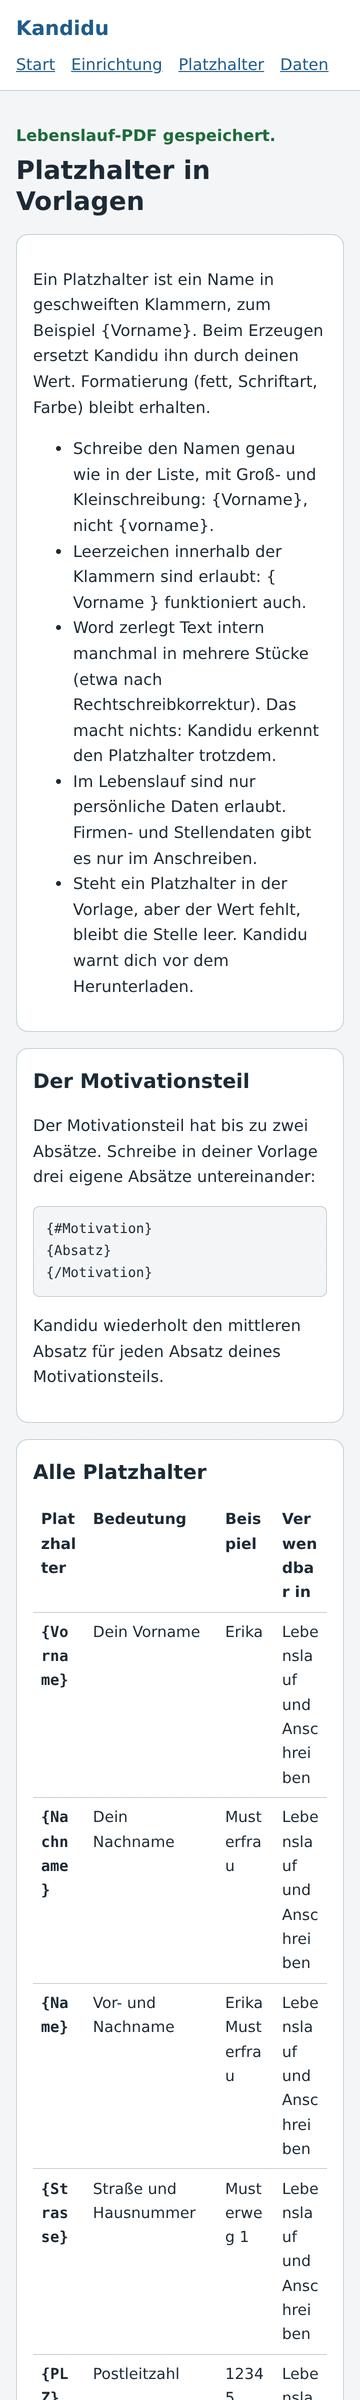 Kandidu
Start Einrichtung Platzhalter Daten
Lebenslauf-PDF gespeichert.
Platzhalter in
Vorlagen
Ein Platzhalter ist ein Name in
geschweiften Klammern, zum
Beispiel {Vorname}. Beim Erzeugen
ersetzt Kandidu ihn durch deinen
Wert. Formatierung (fett, Schriftart,
Farbe) bleibt erhalten.
• Schreibe den Namen genau
wie in der Liste, mit Groß- und
Kleinschreibung: {Vorname},
nicht {vorname}.
• Leerzeichen innerhalb der
Klammern sind erlaubt: {
Vorname } funktioniert auch.
• Word zerlegt Text intern
manchmal in mehrere Stücke
(etwa nach
Rechtschreibkorrektur). Das
macht nichts: Kandidu erkennt
den Platzhalter trotzdem.
• Im Lebenslauf sind nur
persönliche Daten erlaubt.
Firmen- und Stellendaten gibt
es nur im Anschreiben.
• Steht ein Platzhalter in der
Vorlage, aber der Wert fehlt,
bleibt die Stelle leer. Kandidu
warnt dich vor dem
Herunterladen.
Der Motivationsteil
Der Motivationsteil hat bis zu zwei
Absätze. Schreibe in deiner Vorlage
drei eigene Absätze untereinander:
{#Motivation}
{Absatz}
{/Motivation}
Kandidu wiederholt den mittleren
Absatz für jeden Absatz deines
Motivationsteils.
Alle Platzhalter
Plat Bedeutung Beis Ver
zhal piel wen
ter dba
r in
{Vo Dein Vorname Erika Lebe
rna nsla
me} uf
und
Ansc
hrei
ben
{Na Dein Must Lebe
chn Nachname erfra nsla
ame u uf
} und
Ansc
hrei
ben
{Na Vor- und Erika Lebe
me} Nachname Must nsla
erfra uf
u und
Ansc
hrei
ben
{St Straße und Must Lebe
ras Hausnummer erwe nsla
se} g 1 uf
und
Ansc
hrei
ben
{PL Postleitzahl 1234 Lebe
Z} 5 nsla